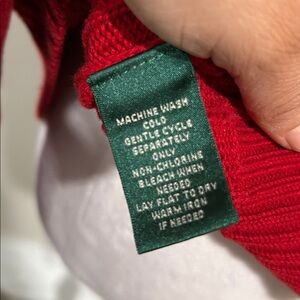 MACHINE WASH
COLD
GENTLE CYCLE
SEPARATELY
ONLY
NON-CHLORINE
BLEACH WHEN
NEEDED
LAY FLAT TO DRY
WARM IRON
IF NEEDED